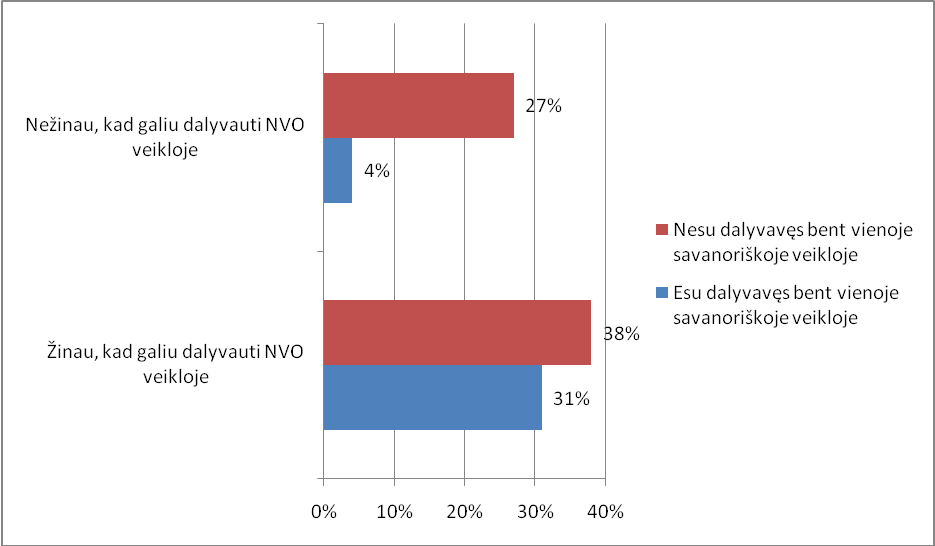 Nežinau, kad galiu dalyvauti NVO
veikloje
27%
4%
Žinau, kad galiu dalyvauti NVO
veikloje
38%
31%
Nesu dalyvavęs bent vienoje
savanoriškoje veikloje
Esu dalyvavęs bent vienoje
savanoriškoje veikloje
0% 10% 20% 30% 40%